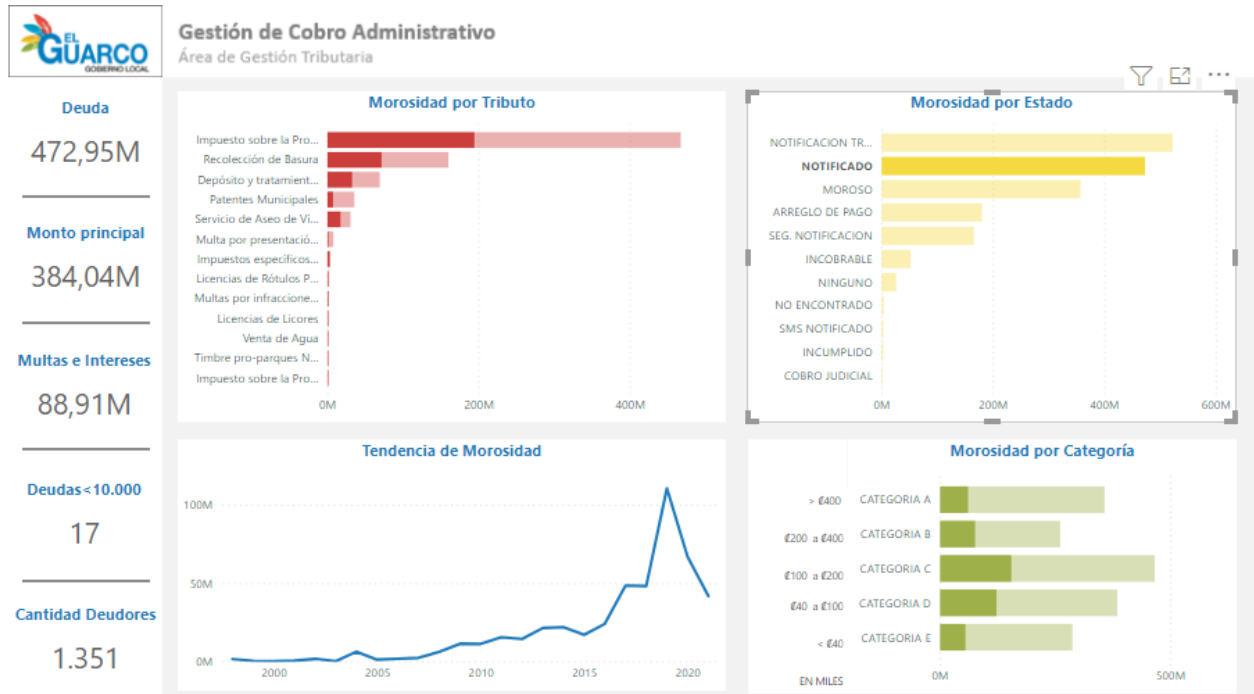 EL
GUARCO
GOBIERNO LOCAL
Gestión de Cobro Administrativo
Área de Gestión Tributaria
Deuda
472,95M
Monto principal
384,04M
Multas e Intereses
88,91M
Deudas<10.000
17
Cantidad Deudores
1.351
Morosidad por Tributo
Impuesto sobre la Pro...
Recolección de Basura
Depósito y tratamient...
Patentes Municipales
Servicio de Aseo de Ví...
Multa por presentació...
Impuestos específicos...
Licencias de Rótulos P...
Multas por infraccione...
Licencias de Licores
Venta de Agua
Timbre pro-parques N...
Impuesto sobre la Pro...
0M 200M 400M
Morosidad por Estado
NOTIFICACION TR...
NOTIFICADO
MOROSO
ARREGLO DE PAGO
SEG. NOTIFICACION
INCOBRABLE
NINGUNO
NO ENCONTRADO
SMS NOTIFICADO
INCUMPLIDO
COBRO JUDICIAL
0M 200M 400M 600M
Tendencia de Morosidad
100M
50M
0M
2000 2005 2010 2015 2020
Morosidad por Categoría
> ₡400 CATEGORIA A
₡200 a ₡400 CATEGORIA B
₡100 a ₡200 CATEGORIA C
₡40 a ₡100 CATEGORIA D
< ₡40 CATEGORIA E
EN MILES
0M 500M